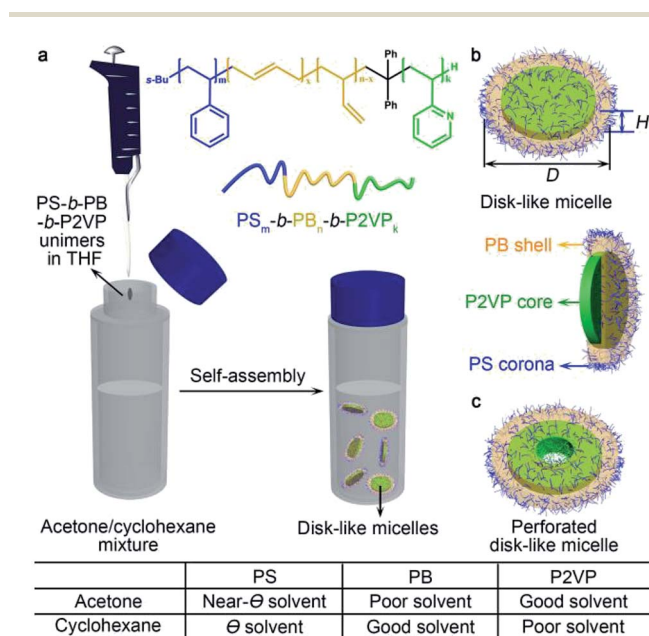 a
s-Bu
m
x
n-x
Ph
Ph
k
H
N
PS-b-PB
-b-P2VP
unimers
in THF
PSm-b-PBn-b-P2VPk
Self-assembly
Acetone/cyclohexane
mixture
Disk-like micelles
b
H
D
Disk-like micelle
PB shell
P2VP core
PS corona
c
Perforated
disk-like micelle
PS PB P2VP
Acetone Near-Θ solvent Poor solvent Good solvent
Cyclohexane Θ solvent Good solvent Poor solvent